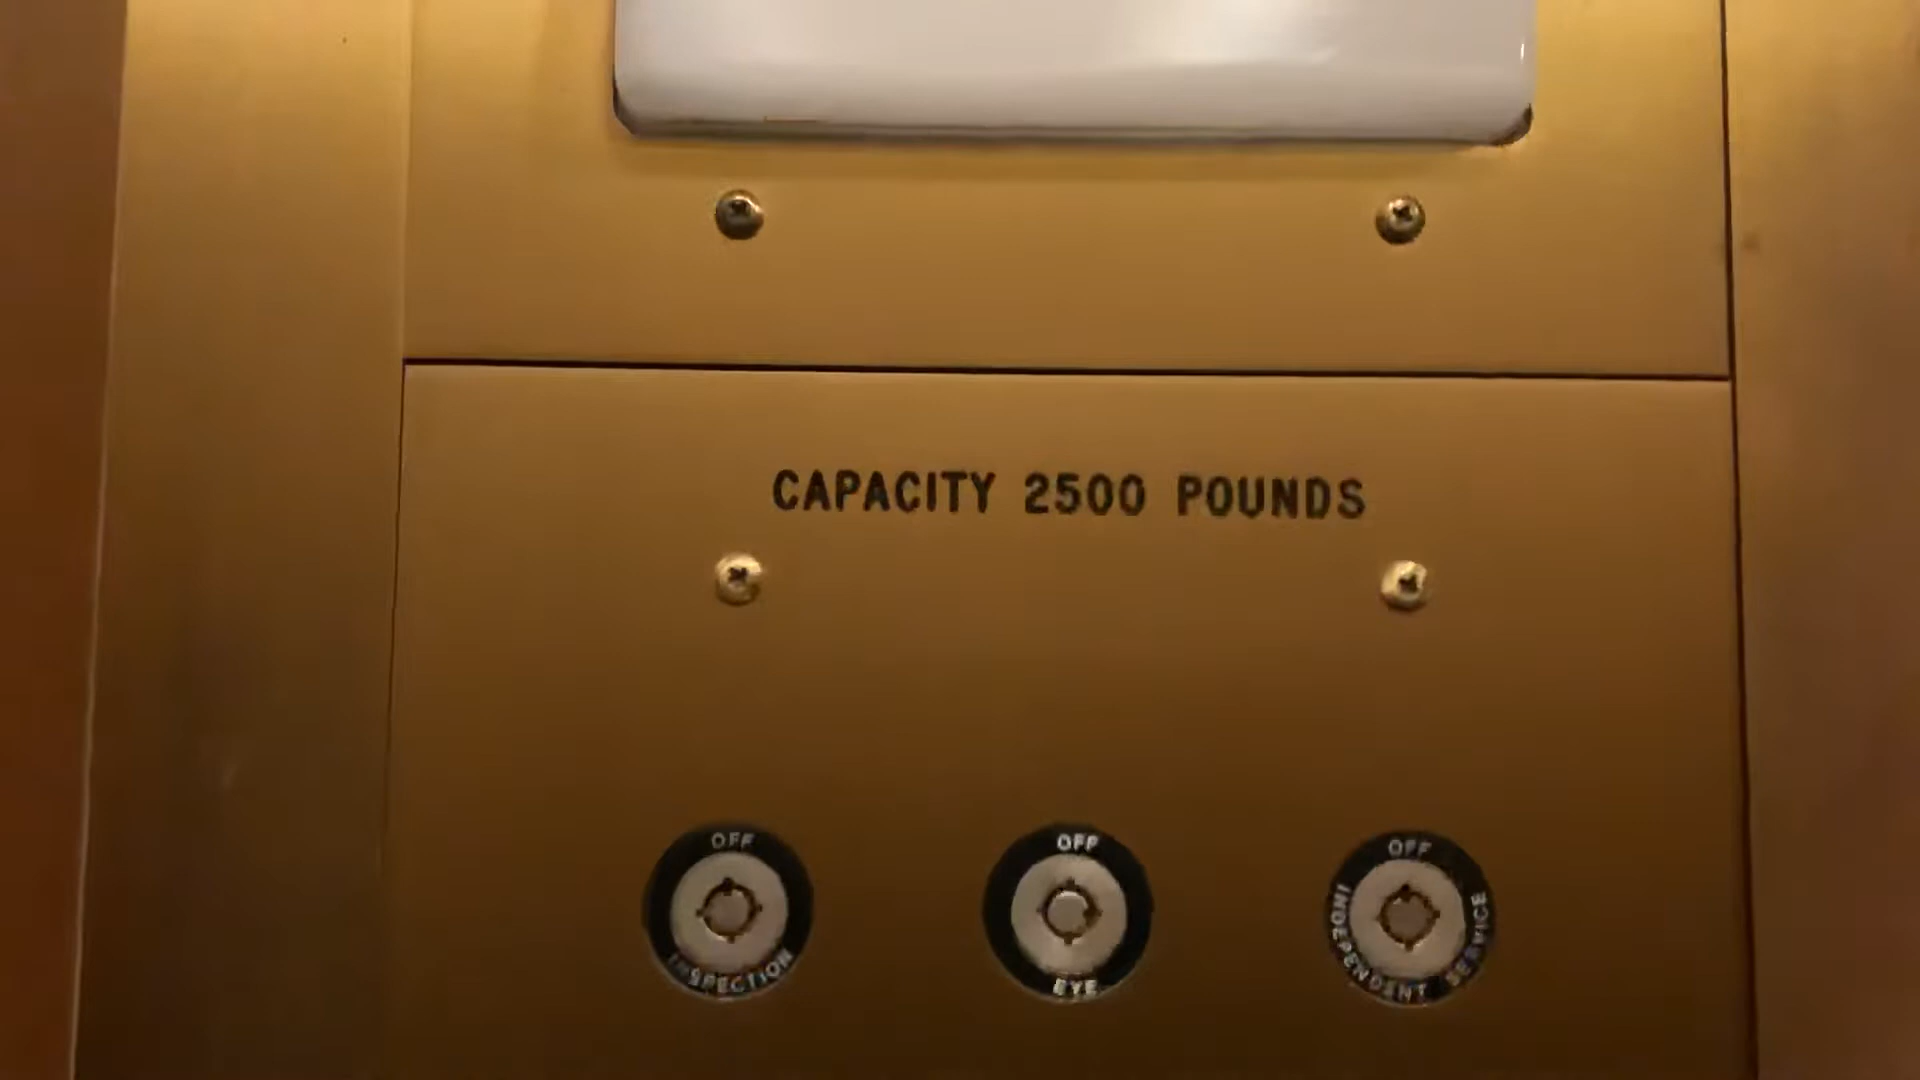 CAPACITY 2500 POUNDS
OFF
INSPECTION
OFF
EYE
OFF
INDEPENDENT SERVICE